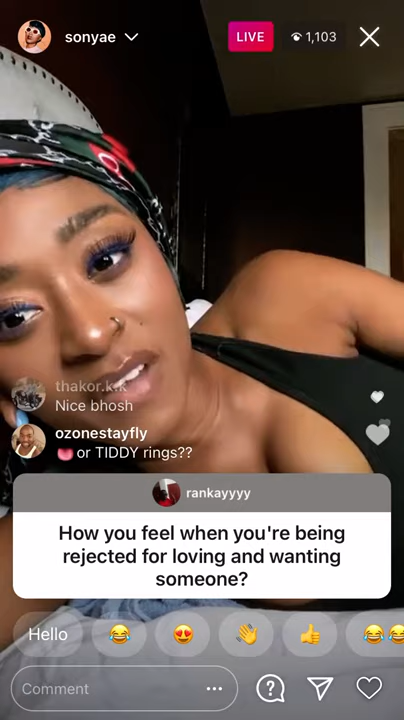 sonyae
LIVE
1,103
thakor.k.k
Nice bhosh
ozonestayfly
👅or TIDDY rings??
rankayyyy
How you feel when you're being
rejected for loving and wanting
someone?
Hello
Comment